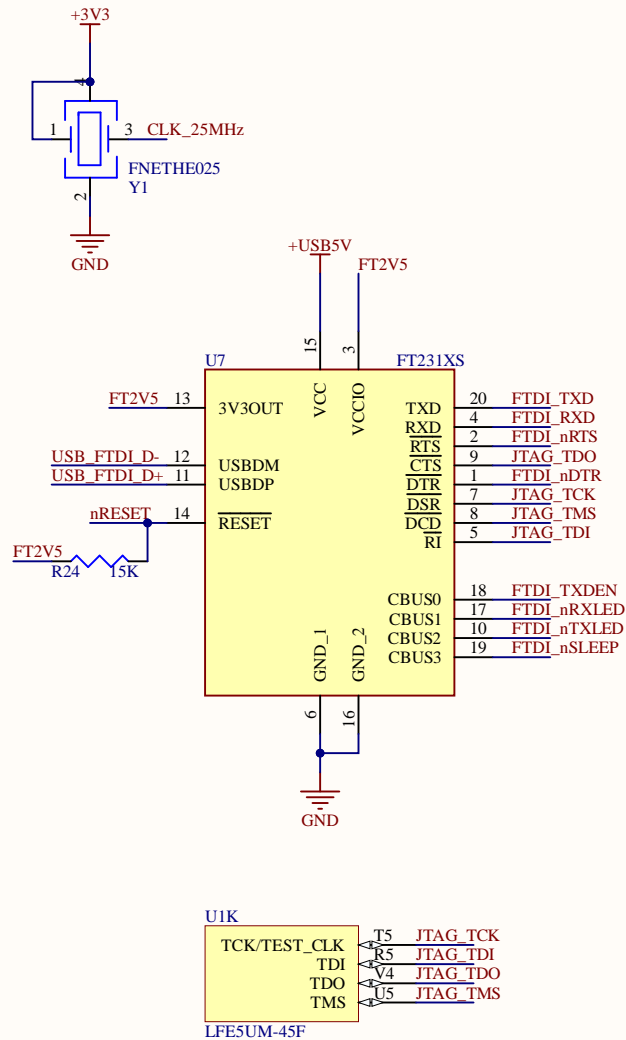 +3V3
4
1
3
CLK_25MHz
FNETHE025
Y1
2
GND
+USB5V
FT2V5
15
3
U7
FT231XS
VCC
VCCIO
FT2V5 13 3V3OUT
TXD 20 FTDI_TXD
RXD 4 FTDI_RXD
RTS 2 FTDI_nRTS
USB_FTDI_D- 12 USBDM
CTS 9 JTAG_TDO
USB_FTDI_D+ 11 USBDP
DTR 1 FTDI_nDTR
DSR 7 JTAG_TCK
nRESET 14 RESET
DCD 8 JTAG_TMS
RI 5 JTAG_TDI
FT2V5
R24 15K
CBUS0 18 FTDI_TXDEN
CBUS1 17 FTDI_nRXLED
CBUS2 10 FTDI_nTXLED
CBUS3 19 FTDI_nSLEEP
GND_1
GND_2
6
16
GND
U1K
TCK/TEST_CLK T5 JTAG_TCK
TDI R5 JTAG_TDI
TDO V4 JTAG_TDO
TMS U5 JTAG_TMS
LFE5UM-45F